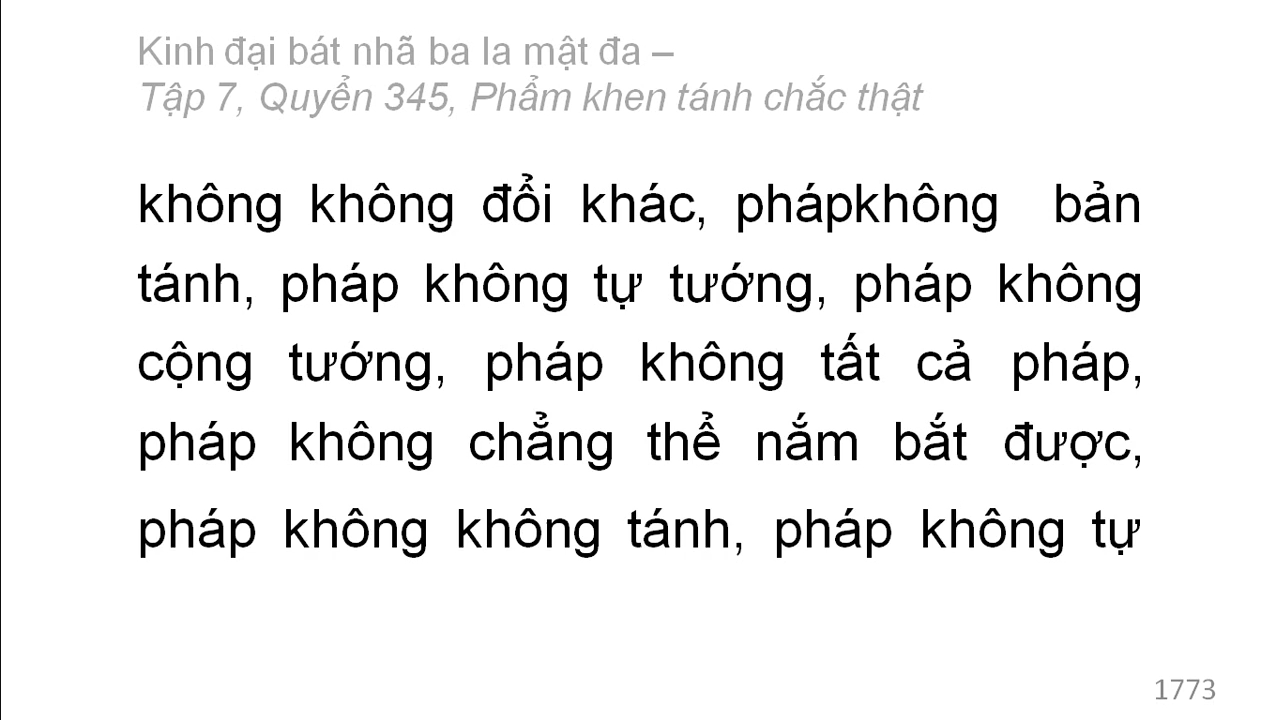 Kinh đại bát nhã ba la mật đa –
Tập 7, Quyển 345, Phẩm khen tánh chắc thật
không không đổi khác, phápkhông bản
tánh, pháp không tự tướng, pháp không
cộng tướng, pháp không tất cả pháp,
pháp không chẳng thể nắm bắt được,
pháp không không tánh, pháp không tự
1773